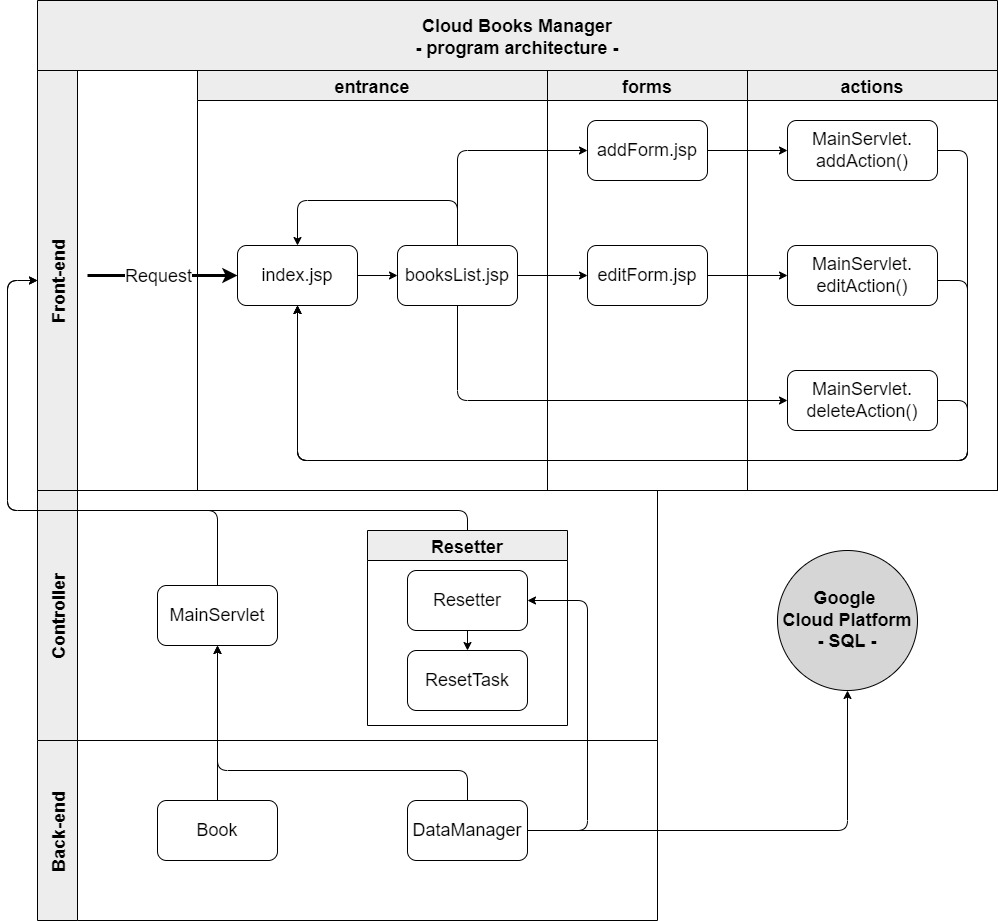 Cloud Books Manager
- program architecture -
entrance
forms
actions
Front-end
Request
index.jsp
booksList.jsp
addForm.jsp
editForm.jsp
MainServlet.
addAction()
MainServlet.
editAction()
MainServlet.
deleteAction()
Controller
MainServlet
Resetter
Resetter
ResetTask
Google
Cloud Platform
- SQL -
Back-end
Book
DataManager